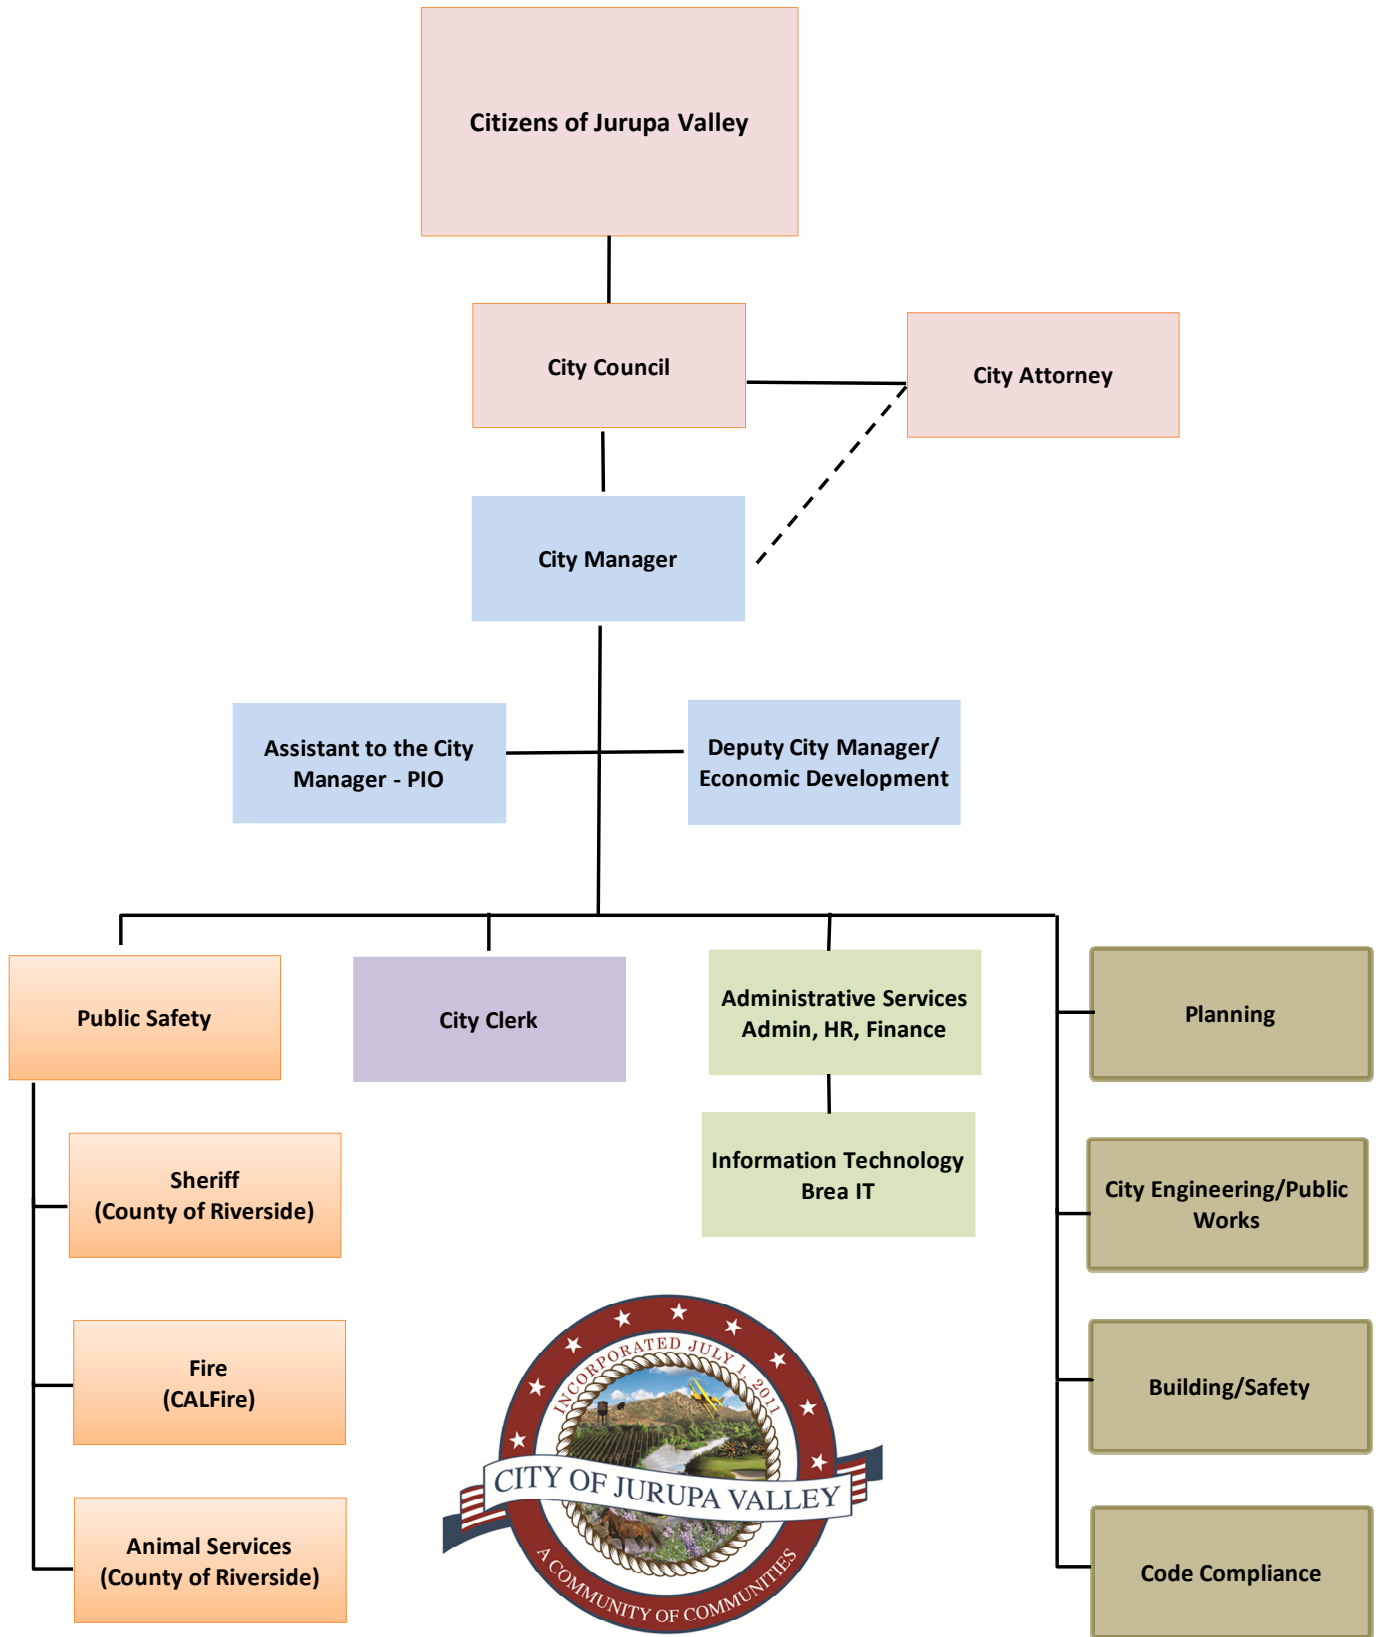 Citizens of Jurupa Valley
City Council
City Attorney
City Manager
Assistant to the City
Manager - PIO
Deputy City Manager/
Economic Development
Public Safety
City Clerk
Administrative Services
Admin, HR, Finance
Planning
Information Technology
Brea IT
Sheriff
(County of Riverside)
City Engineering/Public
Works
Fire
(CALFire)
Building/Safety
Animal Services
(County of Riverside)
Code Compliance
INCORPORATED JULY 1, 2011
CITY OF JURUPA VALLEY
A COMMUNITY OF COMMUNITIES